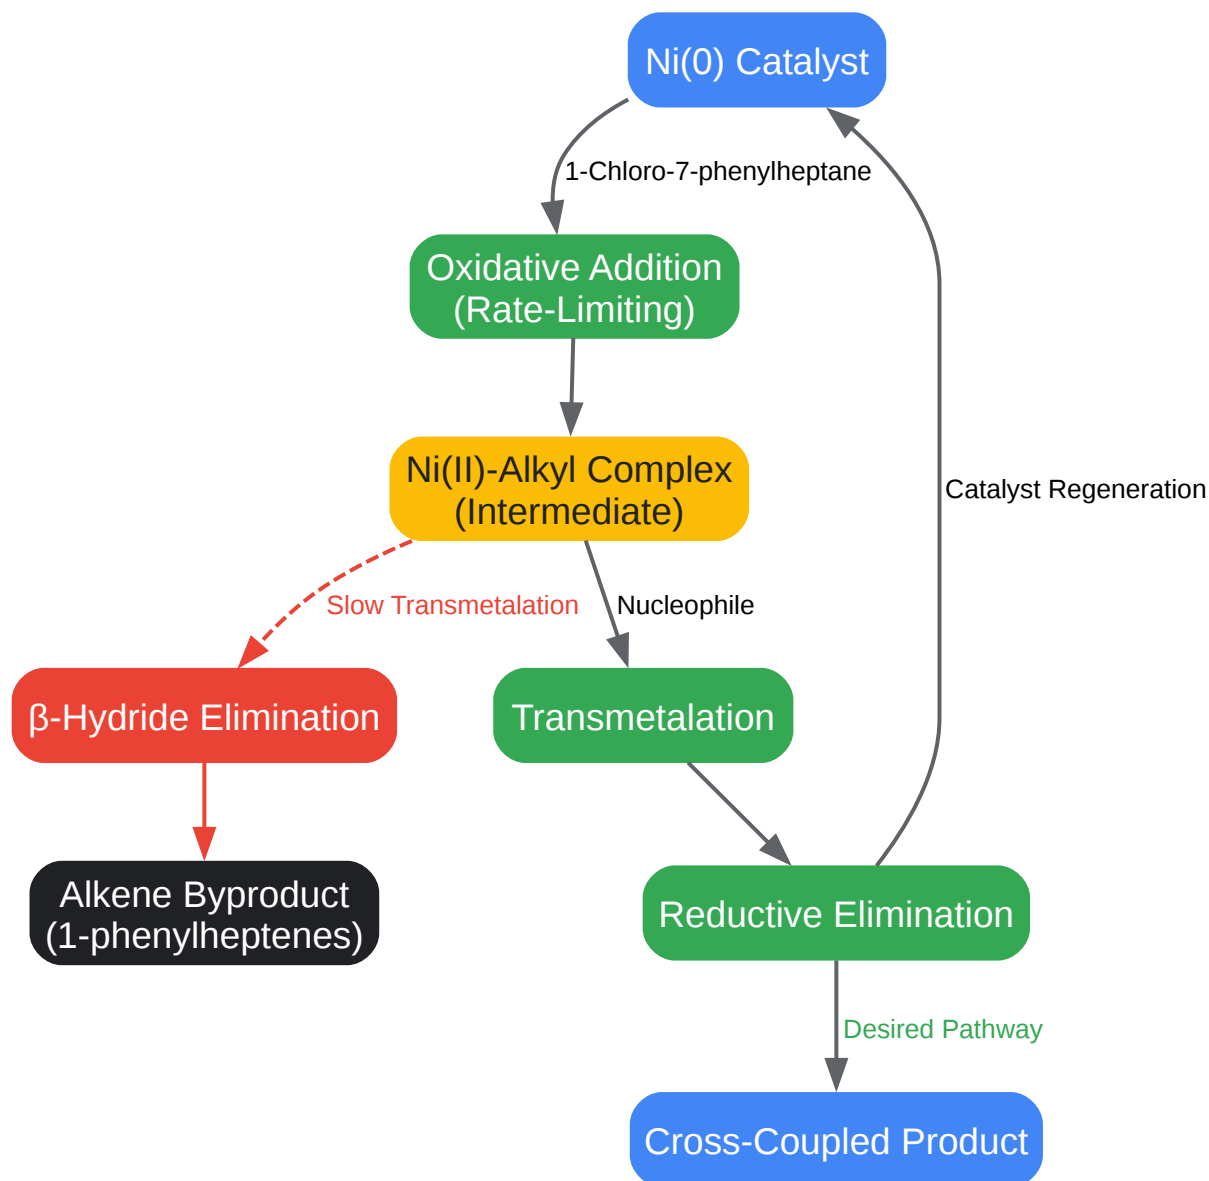 Ni(0) Catalyst
1-Chloro-7-phenylheptane
Oxidative Addition
(Rate-Limiting)
Ni(II)-Alkyl Complex
(Intermediate)
Catalyst Regeneration
Slow Transmetalation
Nucleophile
β-Hydride Elimination
Transmetalation
Alkene Byproduct
(1-phenylheptenes)
Reductive Elimination
Desired Pathway
Cross-Coupled Product